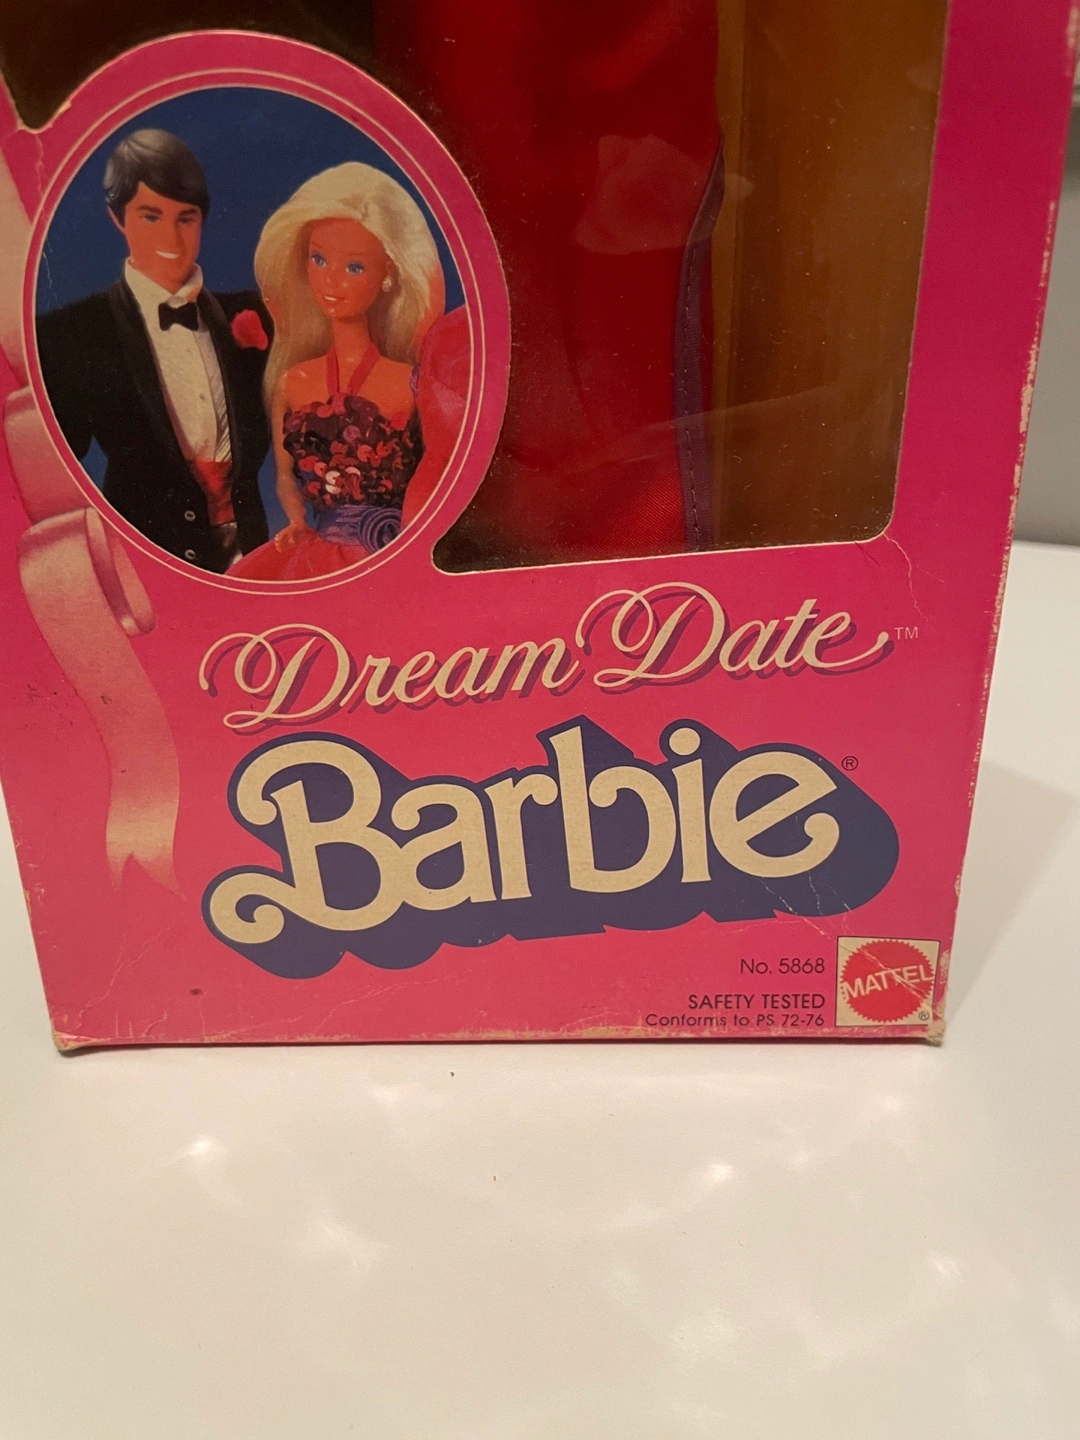 Dream Date™
Barbie®
No. 5868
SAFETY TESTED
Conforms to PS 72-76
MATTEL®